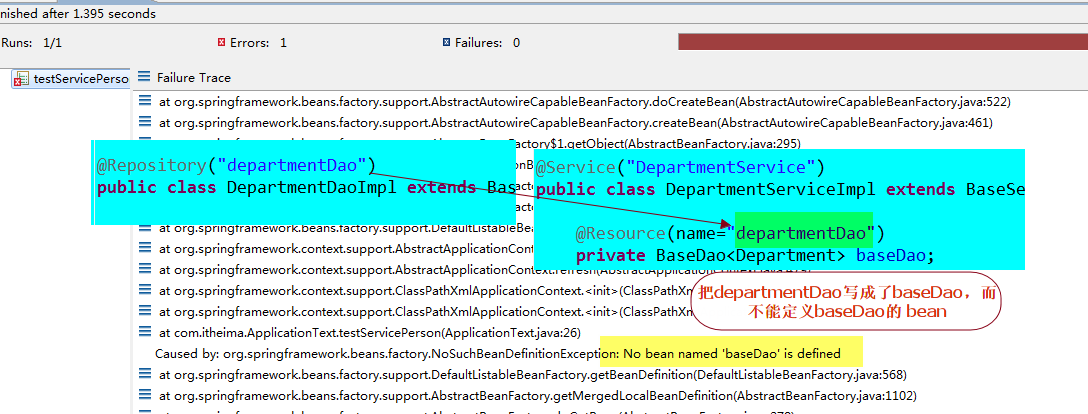 nished after 1.395 seconds
Runs: 1/1
Errors: 1
Failures: 0
testServicePerso
Failure Trace
at org.springframework.beans.factory.support.AbstractAutowireCapableBeanFactory.doCreateBean(AbstractAutowireCapableBeanFactory.java:522)
at org.springframework.beans.factory.support.AbstractAutowireCapableBeanFactory.createBean(AbstractAutowireCapableBeanFactory.java:461)
Factory$1.getObject(AbstractBeanFactory.java:295)
@Repository("departmentDao")
public class DepartmentDaoImpl extends Bas
@Service("DepartmentService")
public class DepartmentServiceImpl extends BaseSe
@Resource(name="departmentDao")
private BaseDao<Department> baseDao;
at org.springframework.beans.factory.support.DefaultListableBean
at org.springframework.context.support.AbstractApplicationCont
at org.springframework.context.support.AbstractApplicationContext.refresh(AbstractApplicationContext.java:479)
at org.springframework.context.support.ClassPathXmlApplicationContext.<init>(ClassPathXm
at org.springframework.context.support.ClassPathXmlApplicationContext.<init>(ClassPathXm
把departmentDao写成了baseDao，而
不能定义baseDao的 bean
at com.itheima.ApplicationText.testServicePerson(ApplicationText.java:26)
Caused by: org.springframework.beans.factory.NoSuchBeanDefinitionException: No bean named 'baseDao' is defined
at org.springframework.beans.factory.support.DefaultListableBeanFactory.getBeanDefinition(DefaultListableBeanFactory.java:568)
at org.springframework.beans.factory.support.AbstractBeanFactory.getMergedLocalBeanDefinition(AbstractBeanFactory.java:1102)